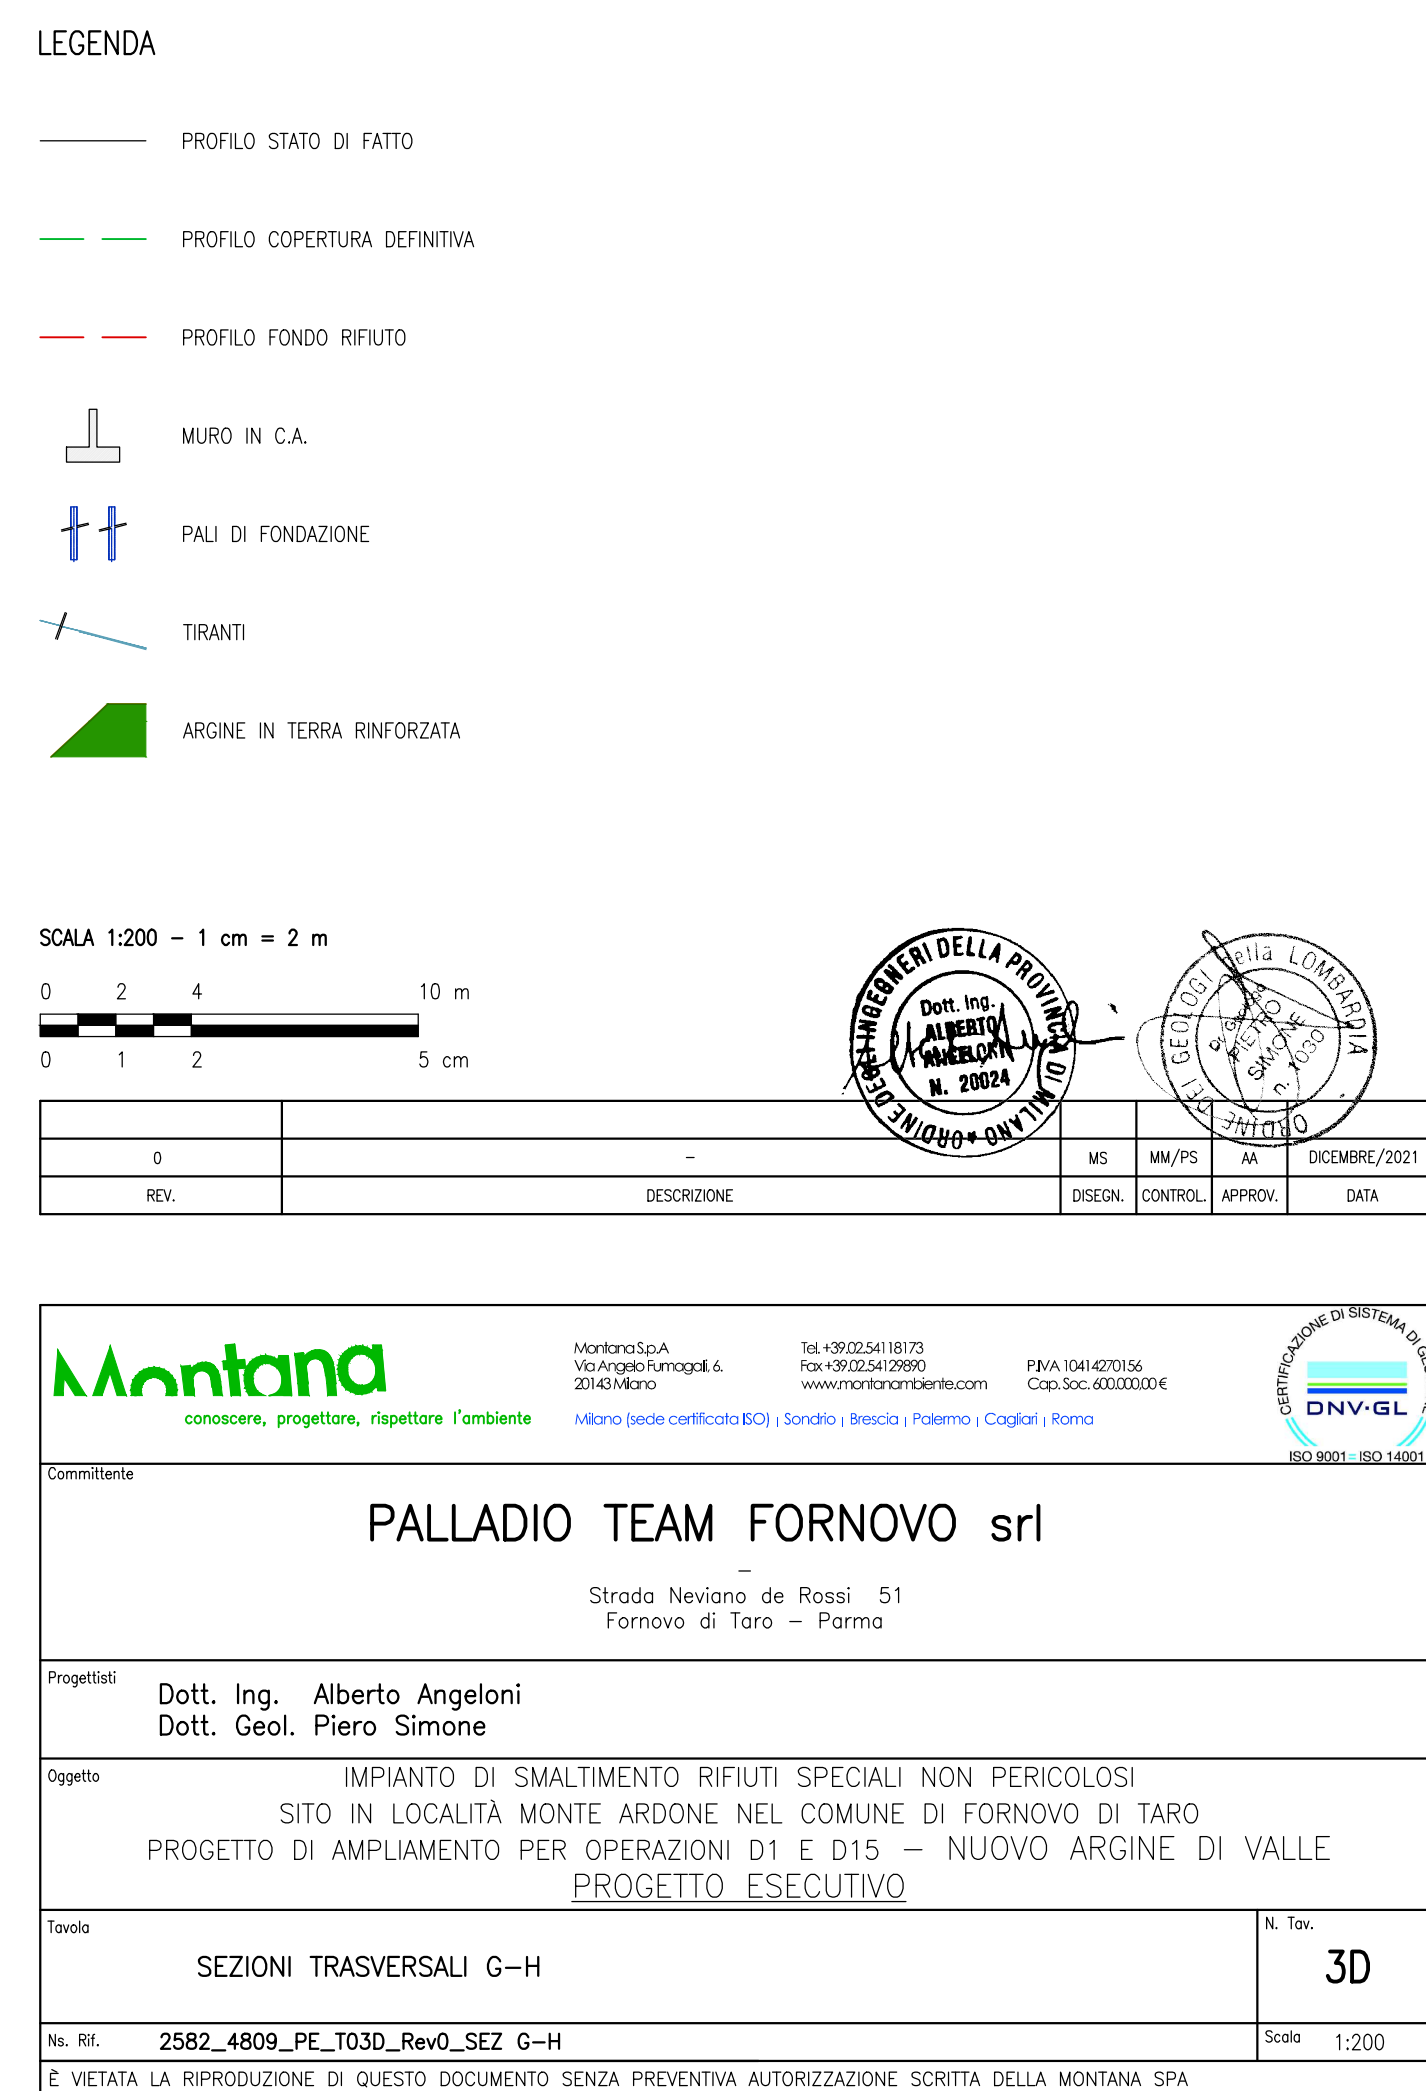 LEGENDA
PROFILO STATO DI FATTO
PROFILO COPERTURA DEFINITIVA
PROFILO FONDO RIFIUTO
MURO IN C.A.
PALI DI FONDAZIONE
TIRANTI
ARGINE IN TERRA RINFORZATA
SCALA 1:200 - 1 cm = 2 m
0 2 4 10 m
0 1 2 5 cm
ORDINE DEGLI INGEGNERI DELLA PROVINCIA DI MILANO
Dott. Ing.
ALBERTO
ANGELONI
N. 20024
ORDINE DEI GEOLOGI della LOMBARDIA
PIETRO
SIMONE
n. 1030
0 - MS MM/PS AA DICEMBRE/2021
REV. DESCRIZIONE DISEGN. CONTROL. APPROV. DATA
Montana
conoscere, progettare, rispettare l'ambiente
Montana S.p.A
Via Angelo Fumagalli, 6.
20143 Milano
Tel. +39.02.54118173
Fax +39.02.54129890
www.montanambiente.com
P.IVA 10414270156
Cap. Soc. 600.000,00 €
Milano (sede certificata ISO) | Sondrio | Brescia | Palermo | Cagliari | Roma
CERTIFICAZIONE DI SISTEMA DI
DNV·GL
ISO 9001 = ISO 14001
Committente
PALLADIO TEAM FORNOVO srl
-
Strada Neviano de Rossi 51
Fornovo di Taro - Parma
Progettisti
Dott. Ing. Alberto Angeloni
Dott. Geol. Piero Simone
Oggetto
IMPIANTO DI SMALTIMENTO RIFIUTI SPECIALI NON PERICOLOSI
SITO IN LOCALITÀ MONTE ARDONE NEL COMUNE DI FORNOVO DI TARO
PROGETTO DI AMPLIAMENTO PER OPERAZIONI D1 E D15 - NUOVO ARGINE DI VALLE
PROGETTO ESECUTIVO
Tavola
SEZIONI TRASVERSALI G-H
N. Tav.
3D
Ns. Rif. 2582_4809_PE_T03D_Rev0_SEZ G-H
Scala 1:200
È VIETATA LA RIPRODUZIONE DI QUESTO DOCUMENTO SENZA PREVENTIVA AUTORIZZAZIONE SCRITTA DELLA MONTANA SPA